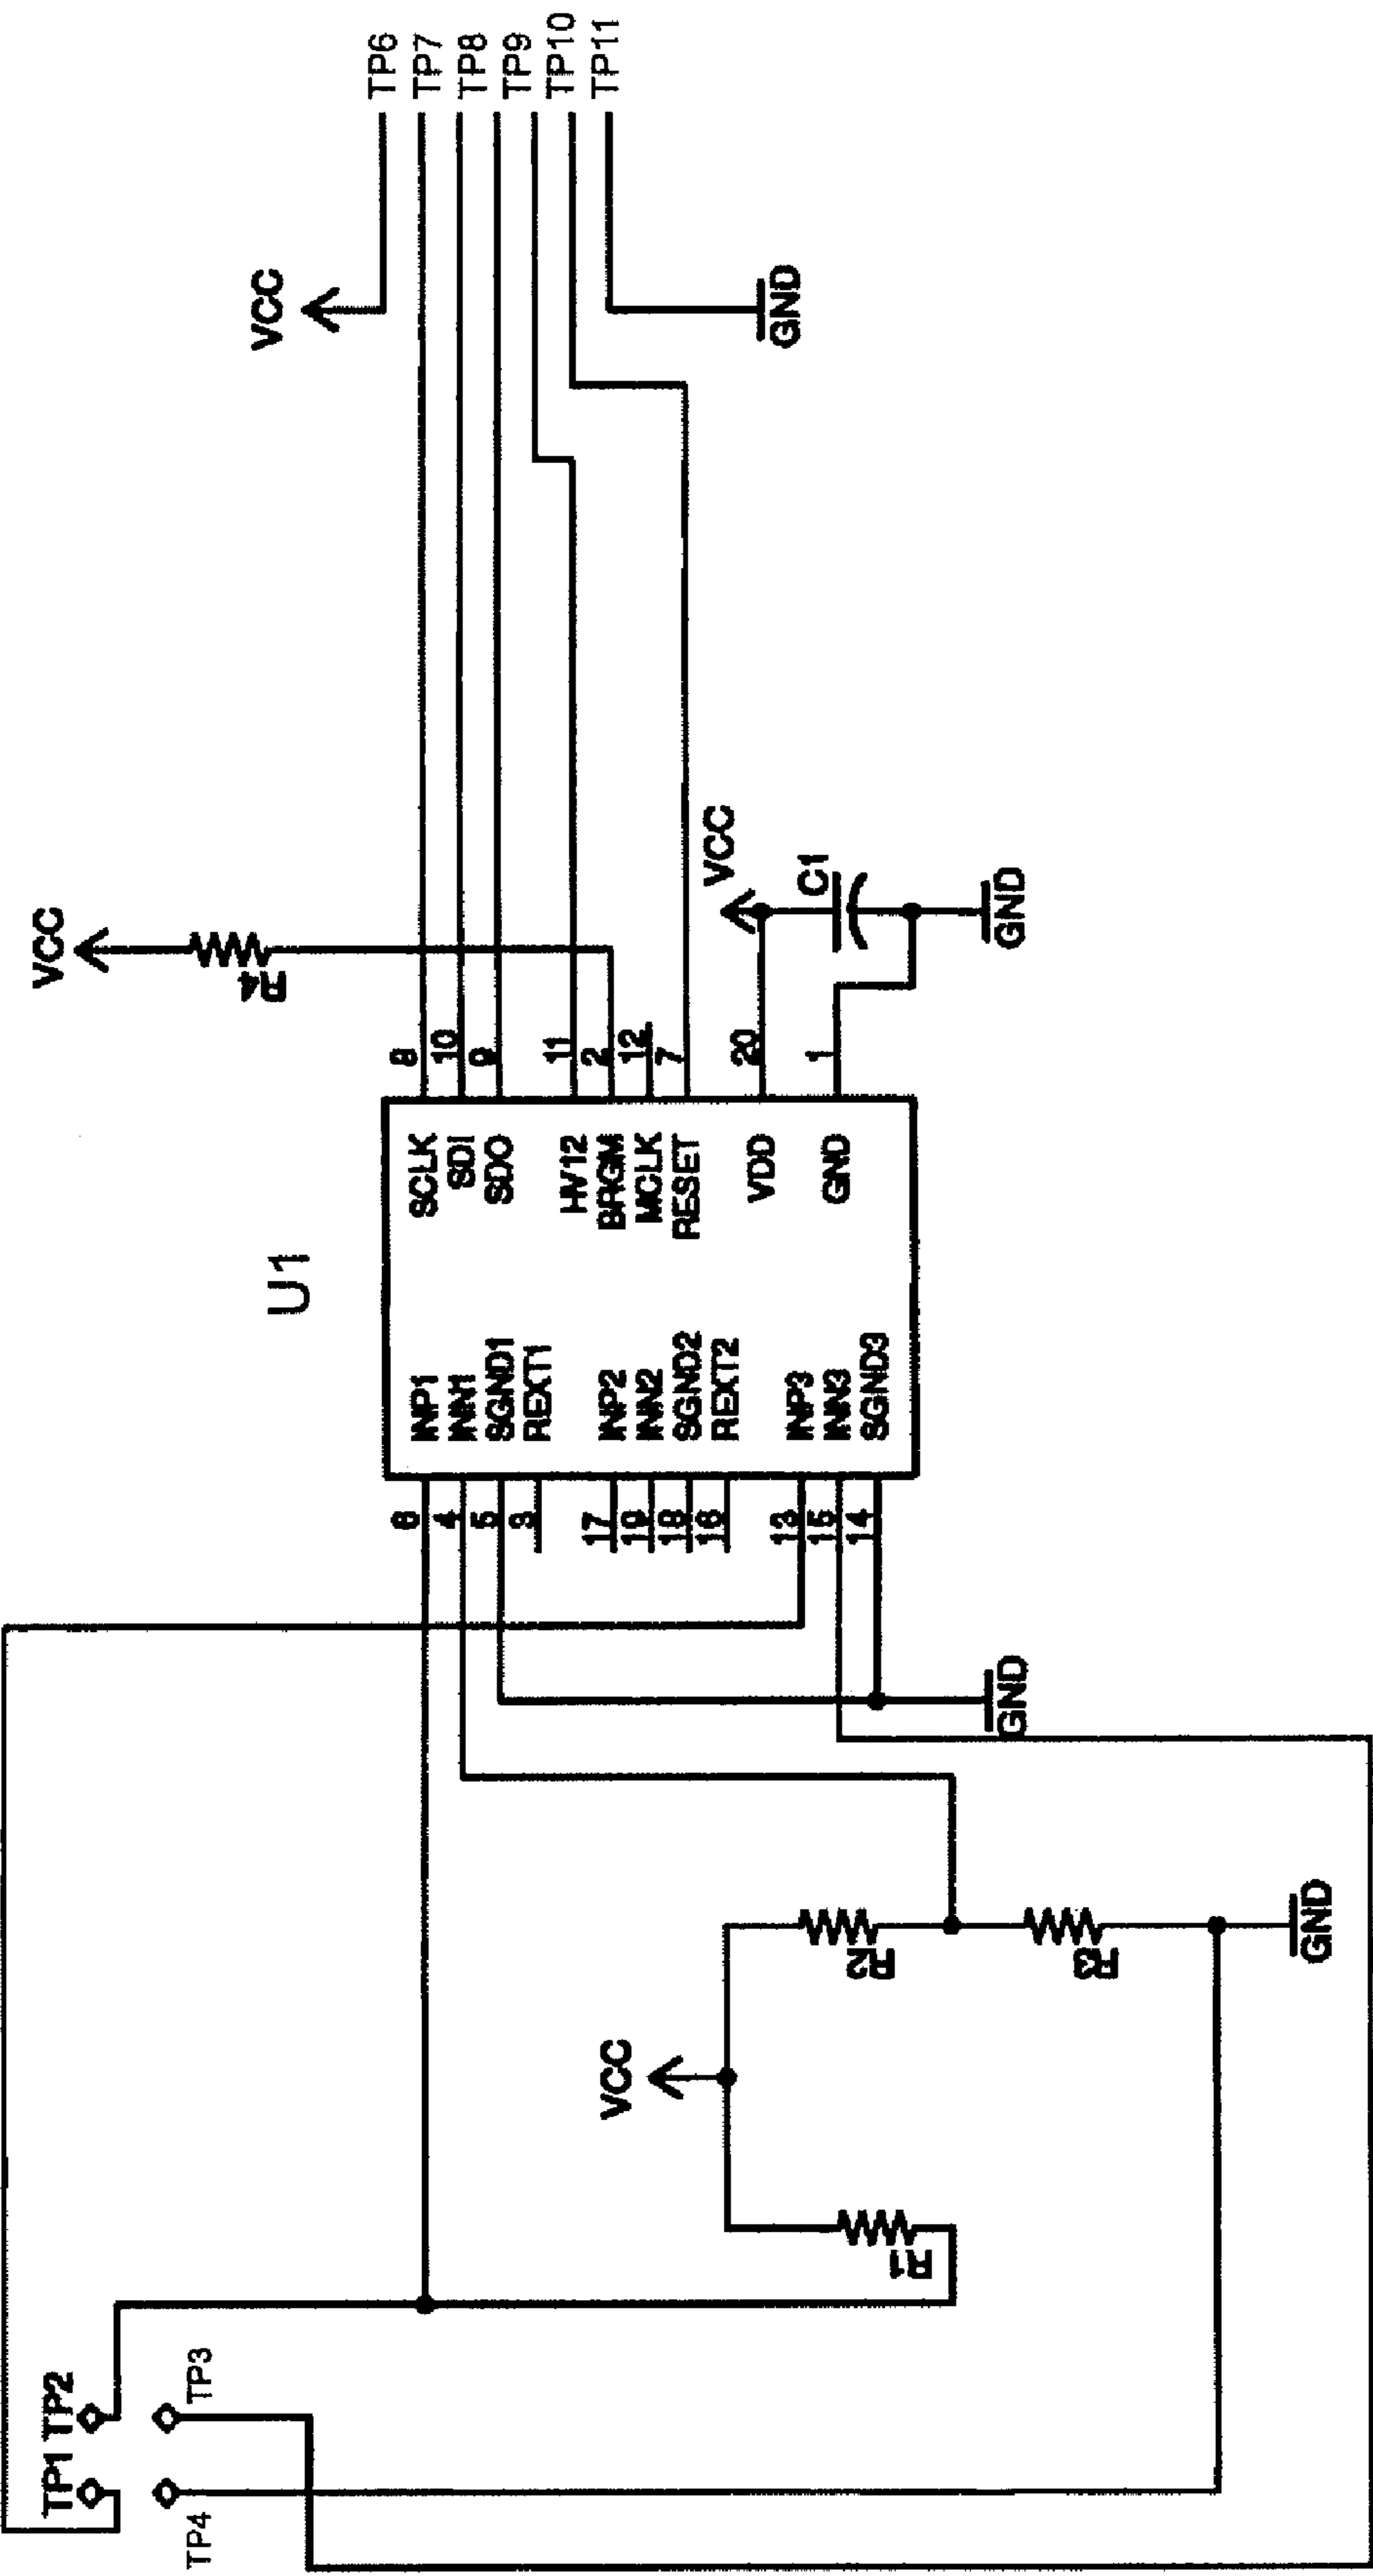 TP1 TP2
TP4
TP3
VCC
R1
R2
R3
GND
GND
U1
6
4
5
3
17
19
18
16
13
15
14
INP1
INN1
SGND1
REXT1
INP2
INN2
SGND2
REXT2
INP3
INN3
SGND3
SCLK
SDI
SDO
HV12
BRGM
MCLK
RESET
VDD
GND
8
10
9
11
2
12
7
20
1
VCC
R4
VCC
C1
GND
VCC
GND
TP6
TP7
TP8
TP9
TP10
TP11